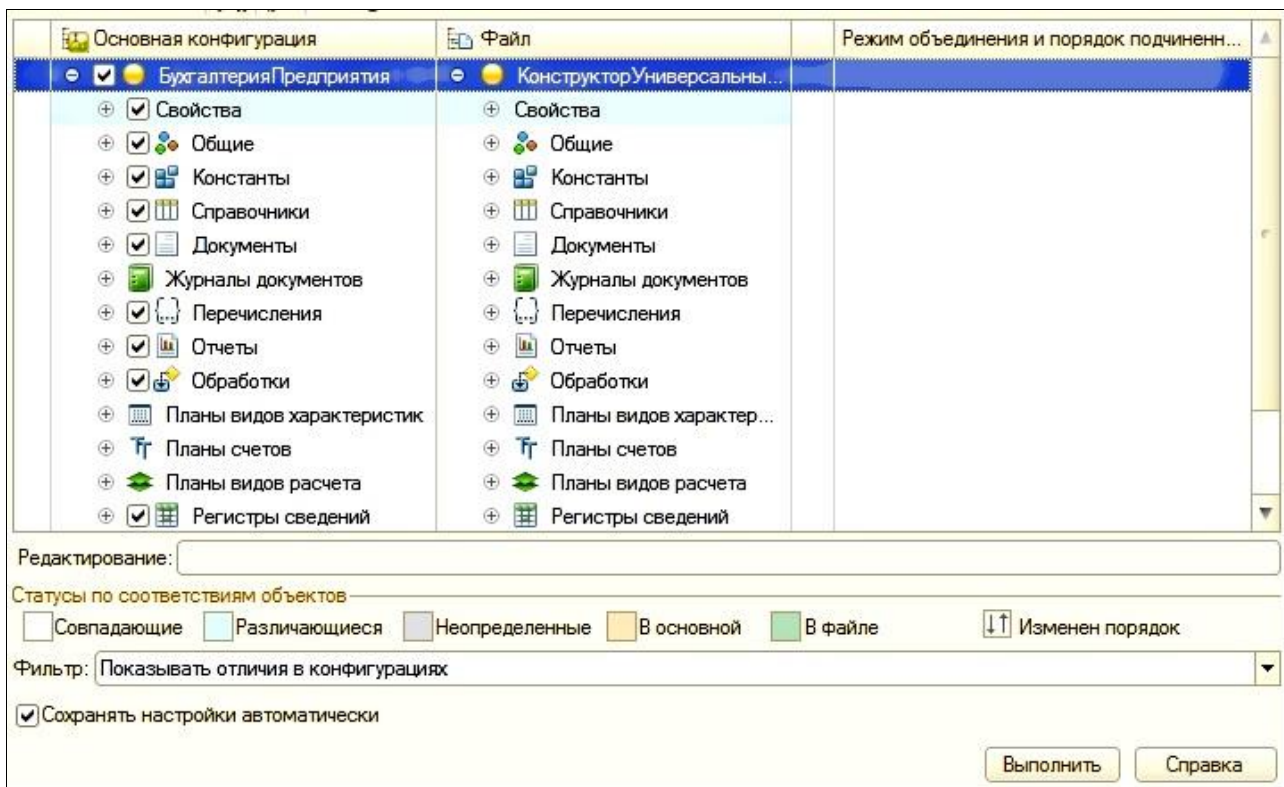 Основная конфигурация Файл Режим объединения и порядок подчиненн...
БухгалтерияПредприятия КонструкторУниверсальны...
Свойства Свойства
Общие Общие
Константы Константы
Справочники Справочники
Документы Документы
Журналы документов Журналы документов
Перечисления Перечисления
Отчеты Отчеты
Обработки Обработки
Планы видов характеристик Планы видов характер...
Планы счетов Планы счетов
Планы видов расчета Планы видов расчета
Регистры сведений Регистры сведений
Редактирование:
Статусы по соответствиям объектов
Совпадающие Различающиеся Неопределенные В основной В файле Изменен порядок
Фильтр: Показывать отличия в конфигурациях
Сохранять настройки автоматически
Выполнить Справка